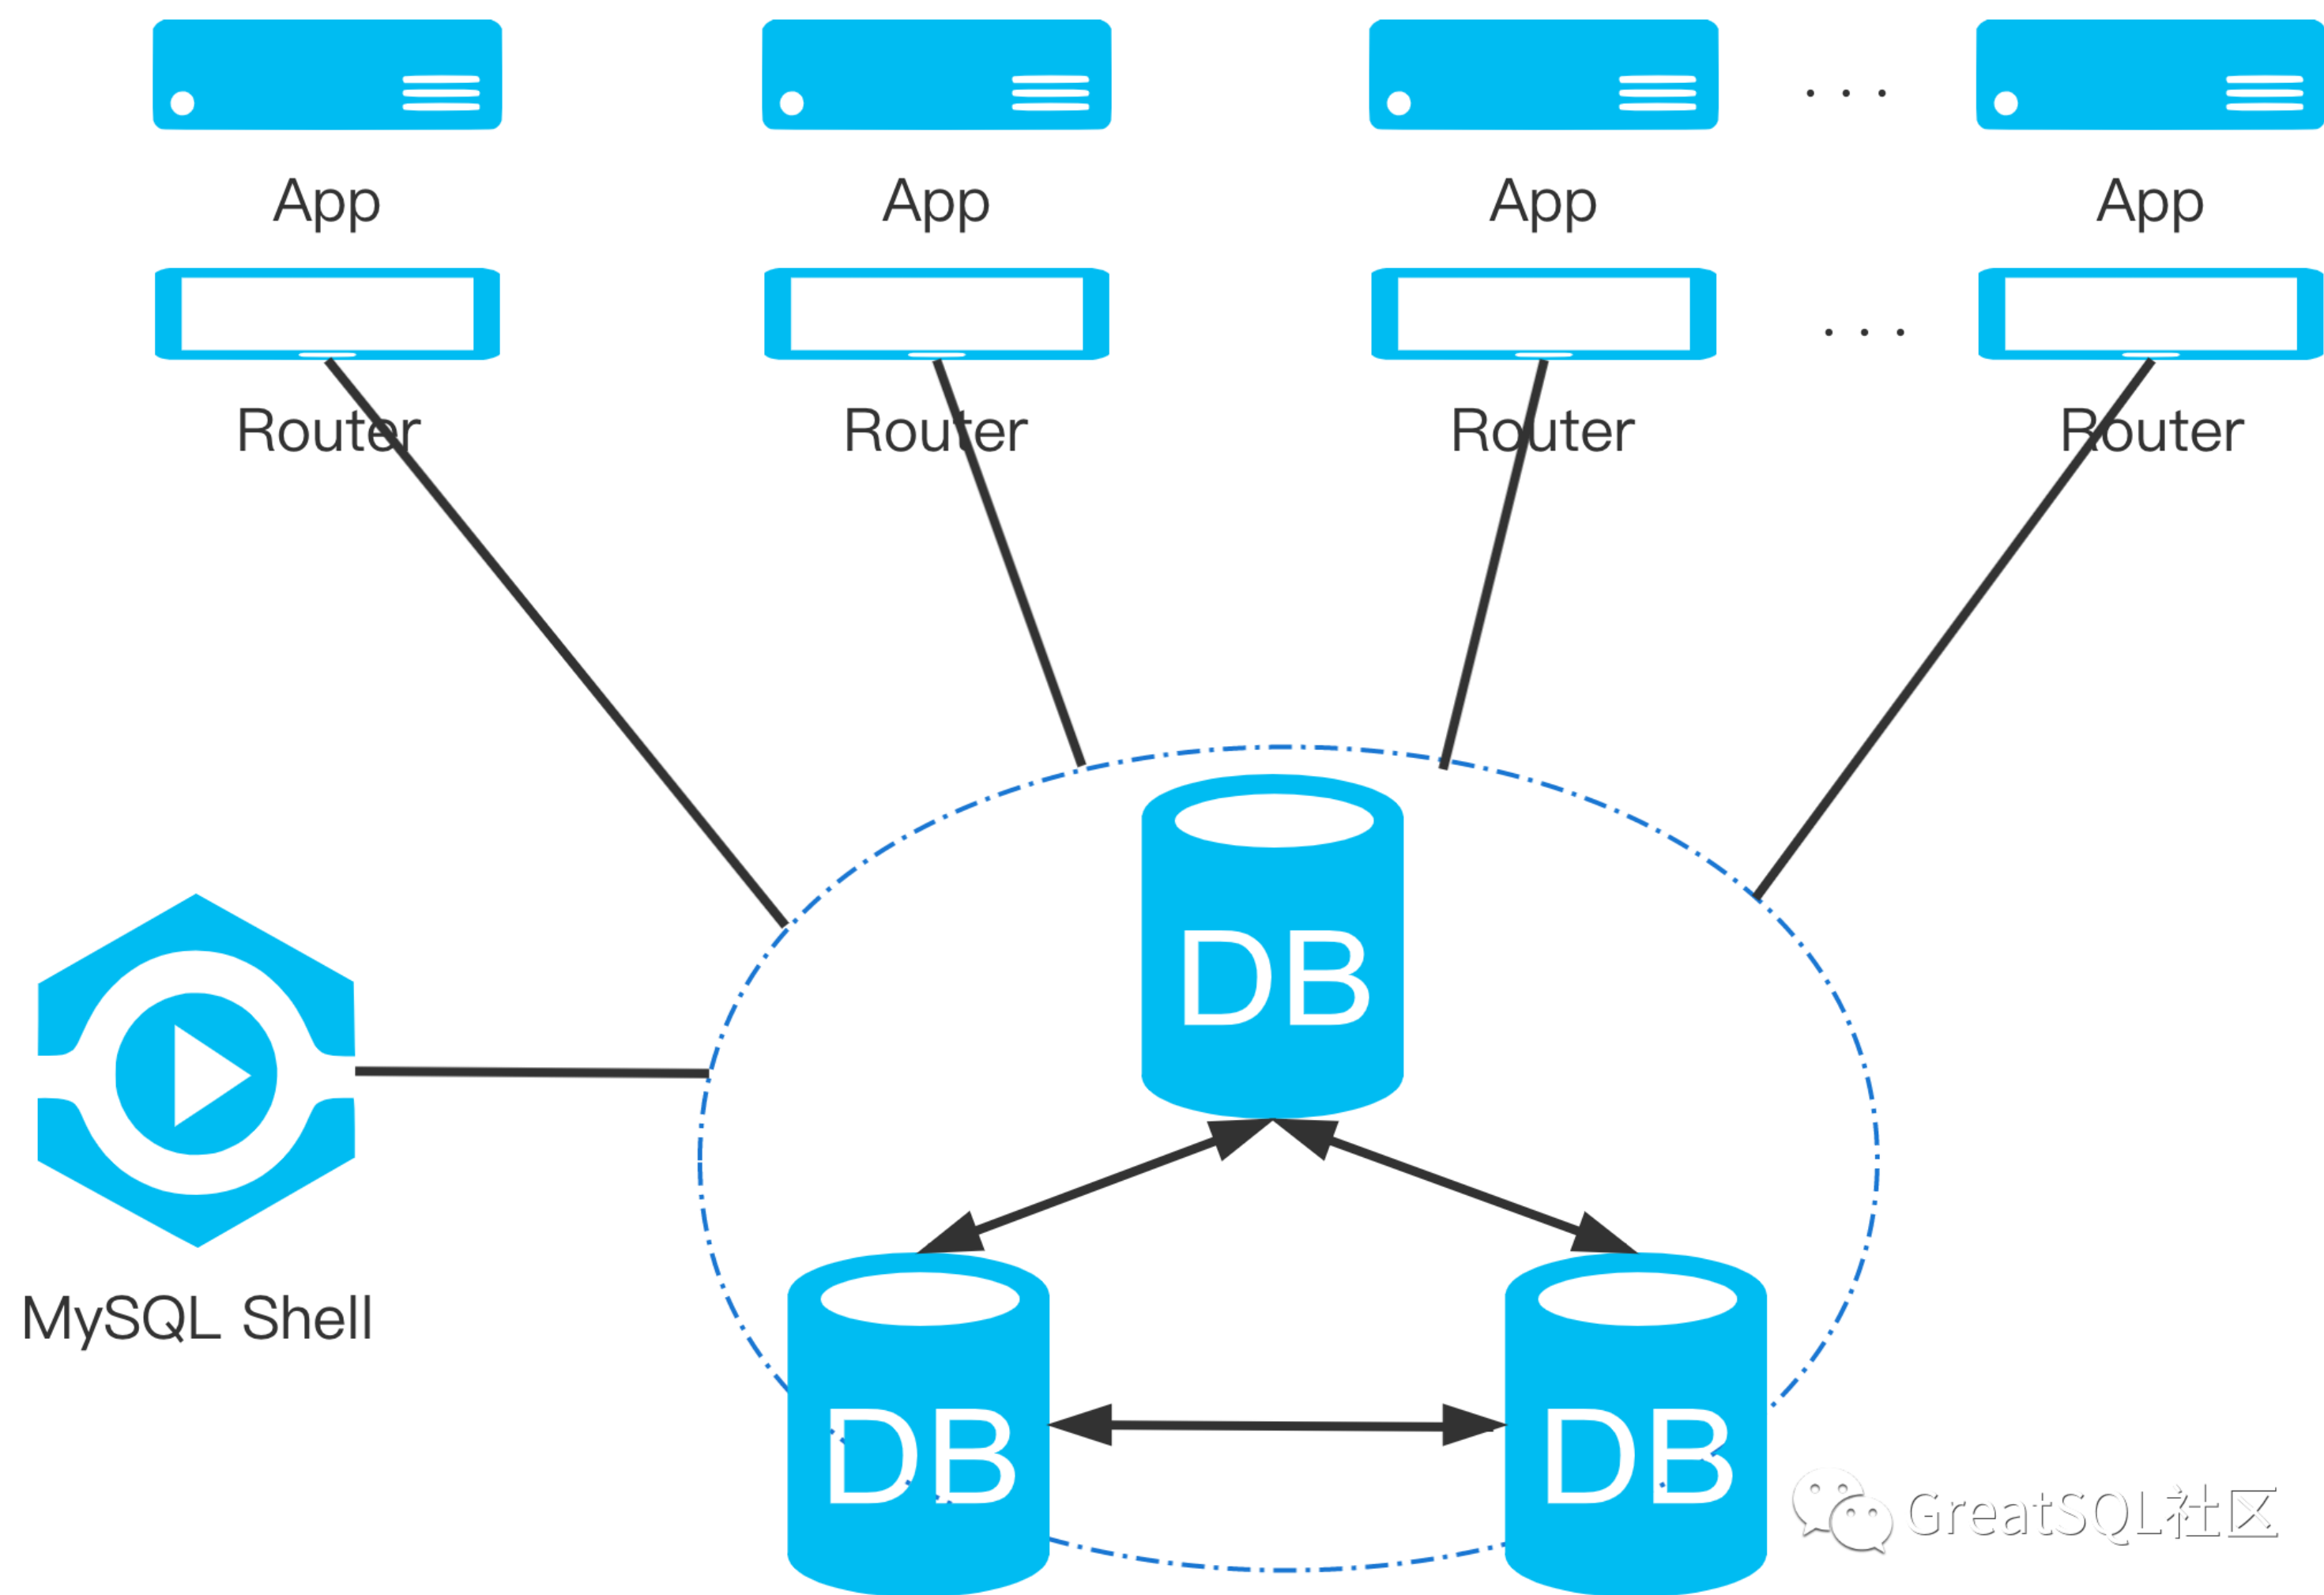 App App App App
Router Router Router Router
DB
MySQL Shell
DB DB
GreatSQL社区